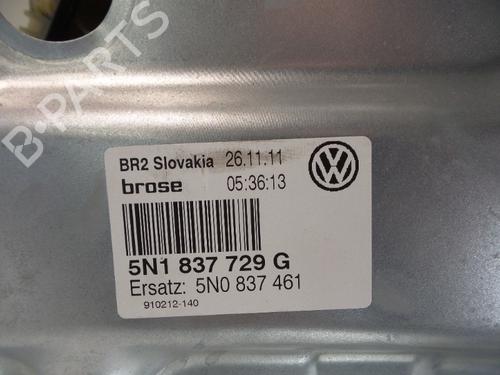 B-PARTS
BR2 Slovakia 26.11.11
brose 05:36:13
5N1 837 729 G
Ersatz: 5N0 837 461
910212-140